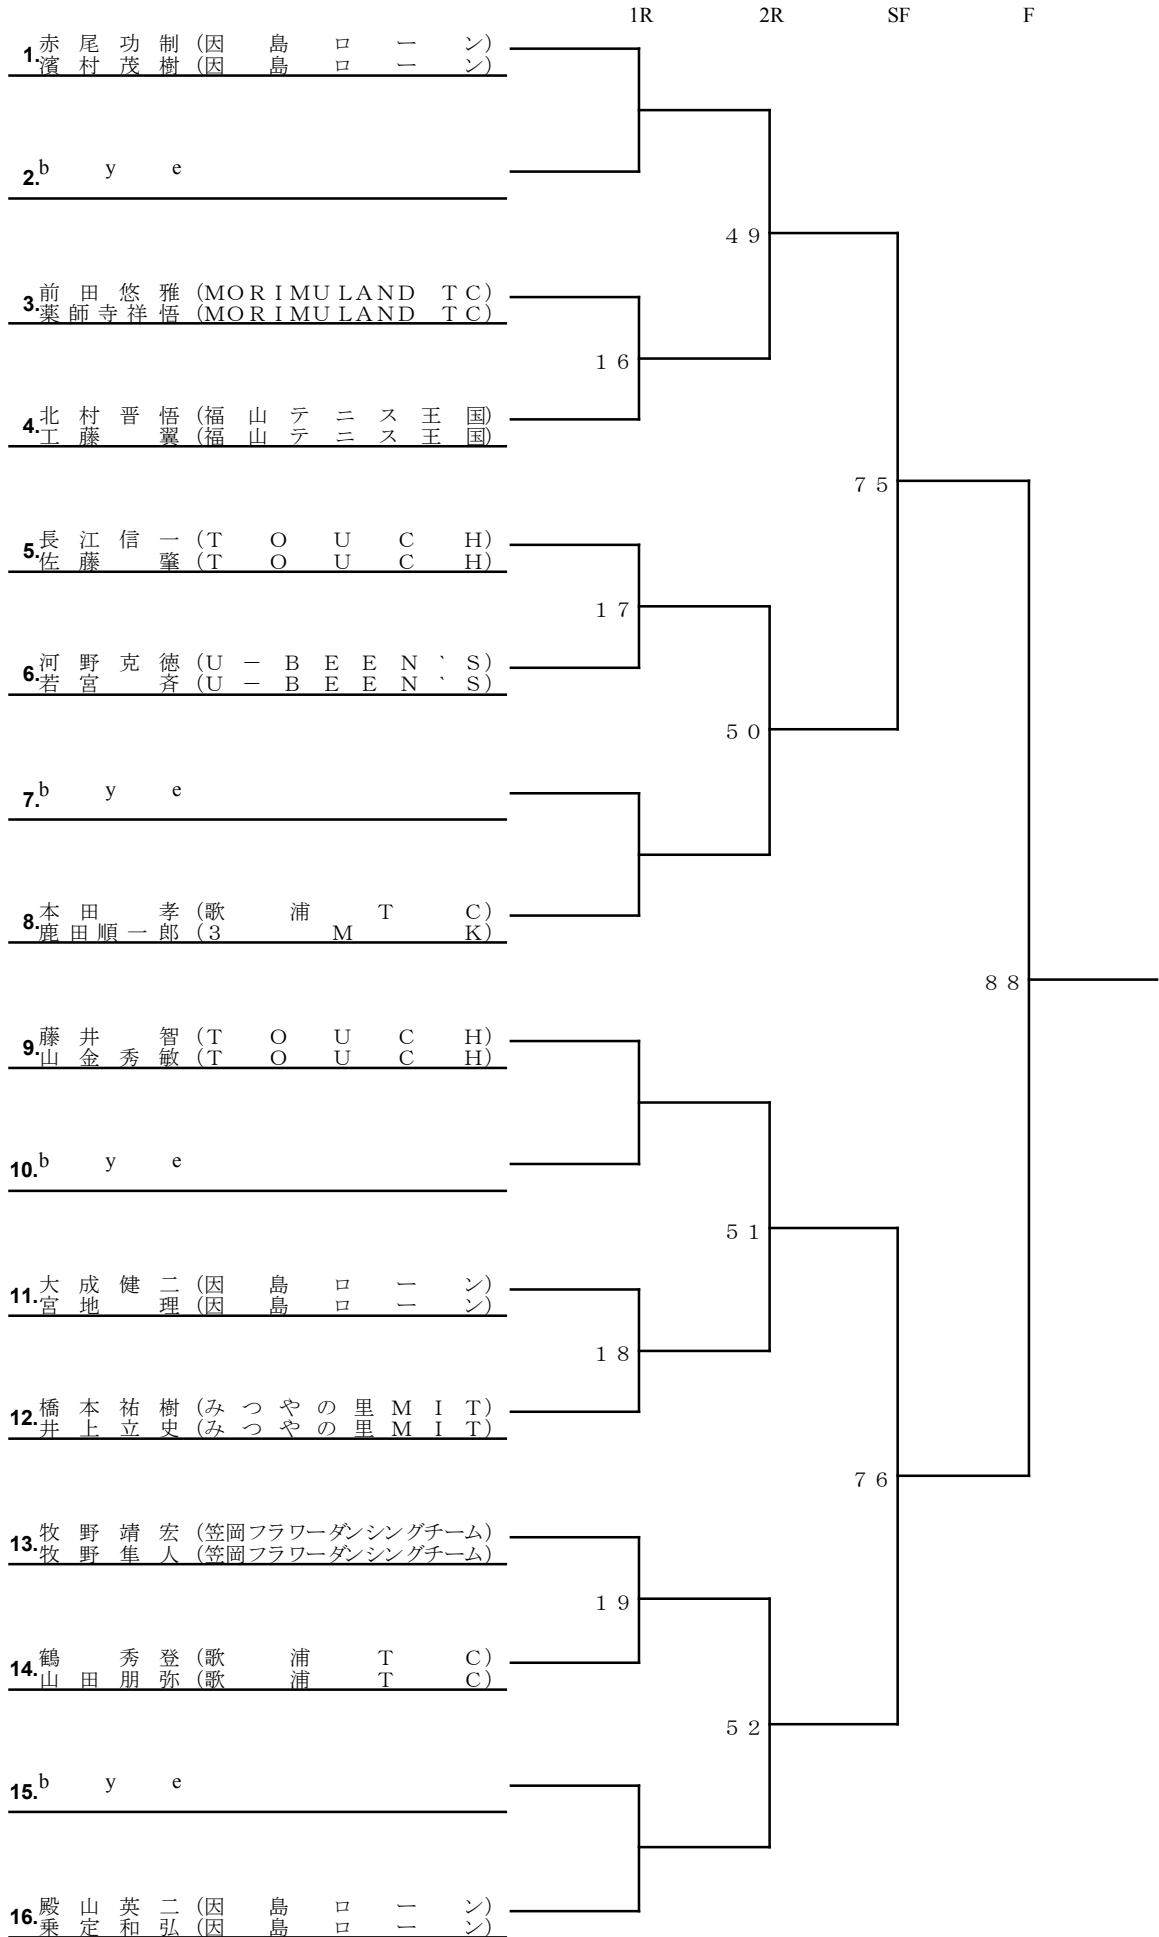 1R 2R SF F
1. 赤尾功制 (因島ローン)
濱村茂樹 (因島ローン)
2. bye
49
3. 前田悠雅 (MORIMULAND TC)
薬師寺祥悟 (MORIMULAND TC)
16
4. 北村晋悟 (福山テニス王国)
工藤翼 (福山テニス王国)
75
5. 長江信一 (TOUCH)
佐藤肇 (TOUCH)
17
6. 河野克徳 (U－BEEN｀S)
若宮斉 (U－BEEN｀S)
50
7. bye
8. 本田孝 (歌浦TC)
鹿田順一郎 (3MK)
88
9. 藤井智 (TOUCH)
山金秀敏 (TOUCH)
10. bye
51
11. 大成健二 (因島ローン)
宮地理 (因島ローン)
18
12. 橋本祐樹 (みつやの里MIT)
井上立史 (みつやの里MIT)
76
13. 牧野靖宏 (笠岡フラワーダンシングチーム)
牧野隼人 (笠岡フラワーダンシングチーム)
19
14. 鶴秀登 (歌浦TC)
山田朋弥 (歌浦TC)
52
15. bye
16. 殿山英二 (因島ローン)
乗定和弘 (因島ローン)